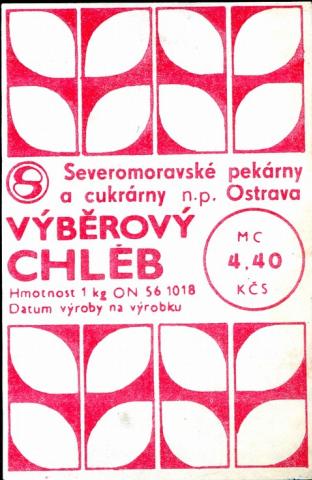 Severomoravské pekárny
a cukrárny n.p. Ostrava
VÝBĚROVÝ
CHLÉB
MC
4,40
KČS
Hmotnost 1 kg ON 56 1018
Datum výroby na výrobku